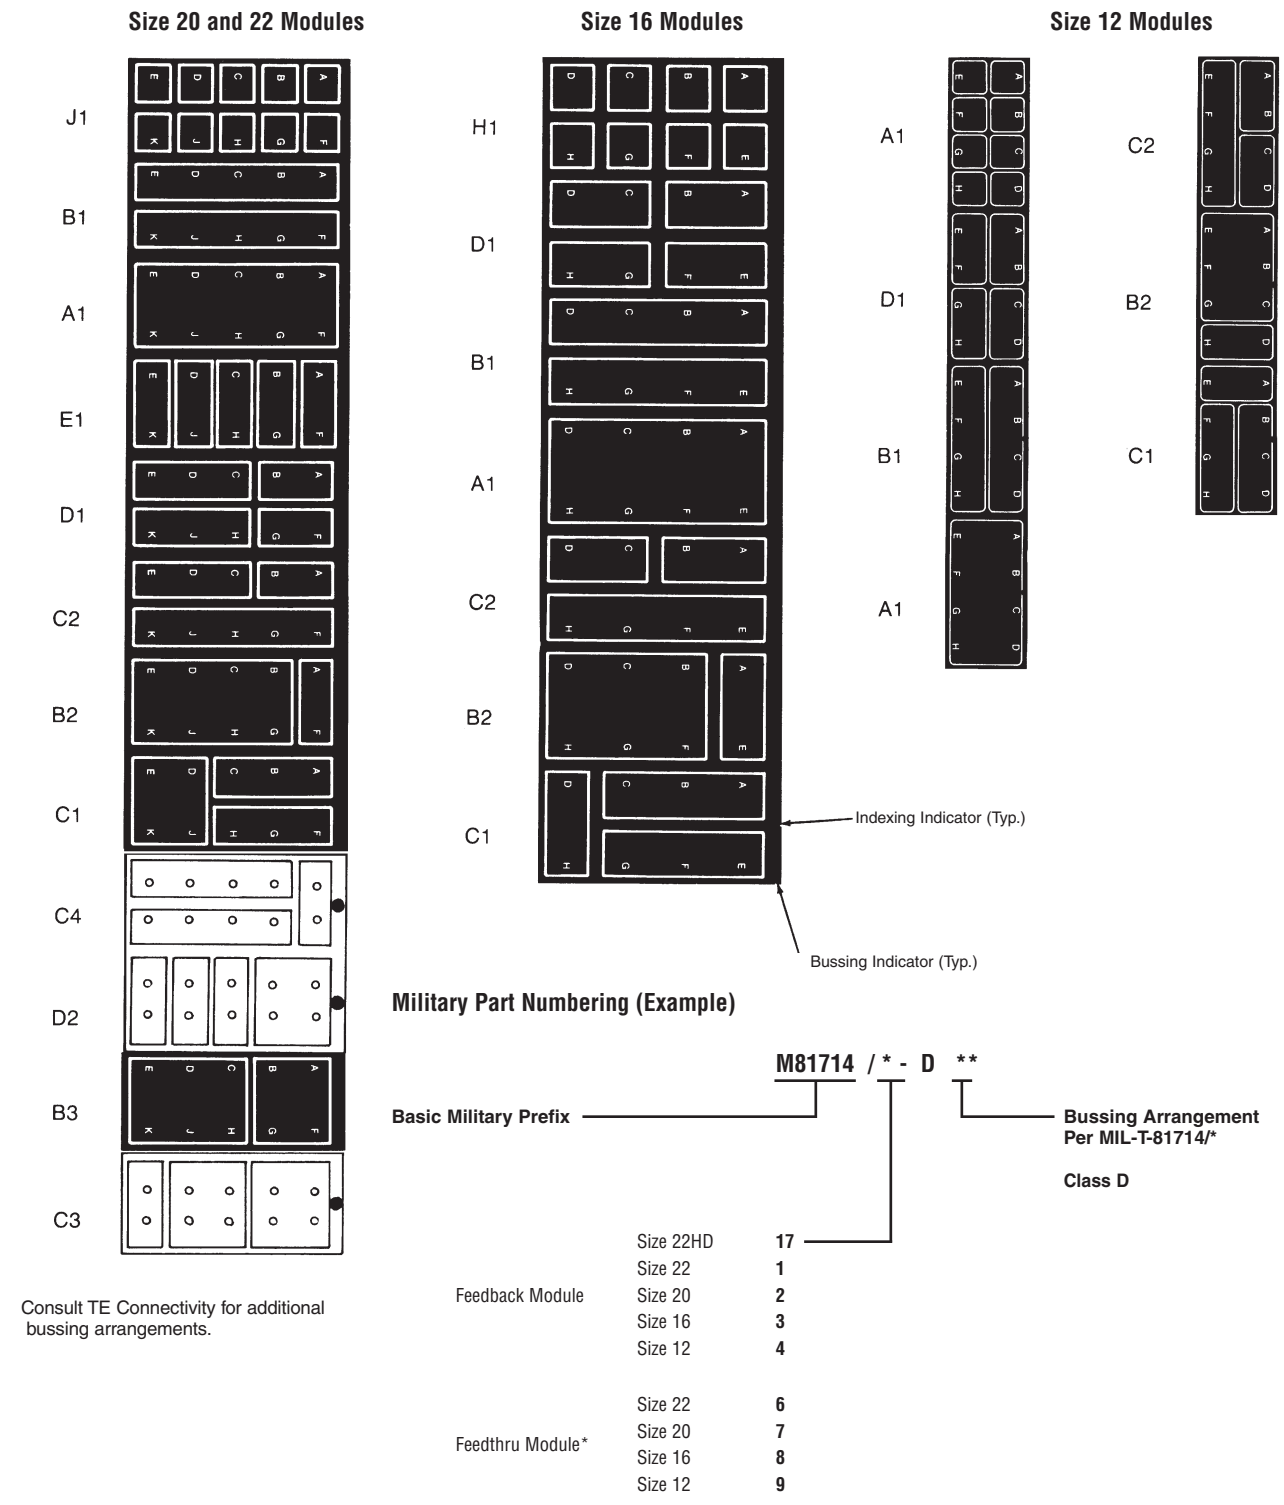 Size 20 and 22 Modules
J1
E D C B A
K J H G F
B1
E D C B A
K J H G F
A1
E D C B A
K J H G F
E1
E D C B A
K J H G F
D1
E D C B A
K J H G F
C2
E D C B A
K J H G F
B2
E D C B A
K J H G F
C1
E D C B A
K J H G F
C4
D2
B3
E D C B A
K J H G F
C3
Consult TE Connectivity for additional
bussing arrangements.
Size 16 Modules
H1
D C B A
H G F E
D1
D C B A
H G F E
B1
D C B A
H G F E
A1
D C B A
H G F E
C2
D C B A
H G F E
B2
D C B A
H G F E
C1
D C B A
H G F E
Indexing Indicator (Typ.)
Bussing Indicator (Typ.)
Size 12 Modules
A1
E A
F B
G C
H D
D1
E A
F B
G C
H D
B1
E A
F B
G C
H D
A1
E A
F B
G C
H D
C2
E A
F B
G C
H D
B2
E A
F B
G C
H D
C1
E A
F B
G C
H D
Military Part Numbering (Example)
M81714 / * - D **
Basic Military Prefix
Bussing Arrangement
Per MIL-T-81714/*
Class D
Feedback Module
Size 22HD 17
Size 22 1
Size 20 2
Size 16 3
Size 12 4
Feedthru Module*
Size 22 6
Size 20 7
Size 16 8
Size 12 9